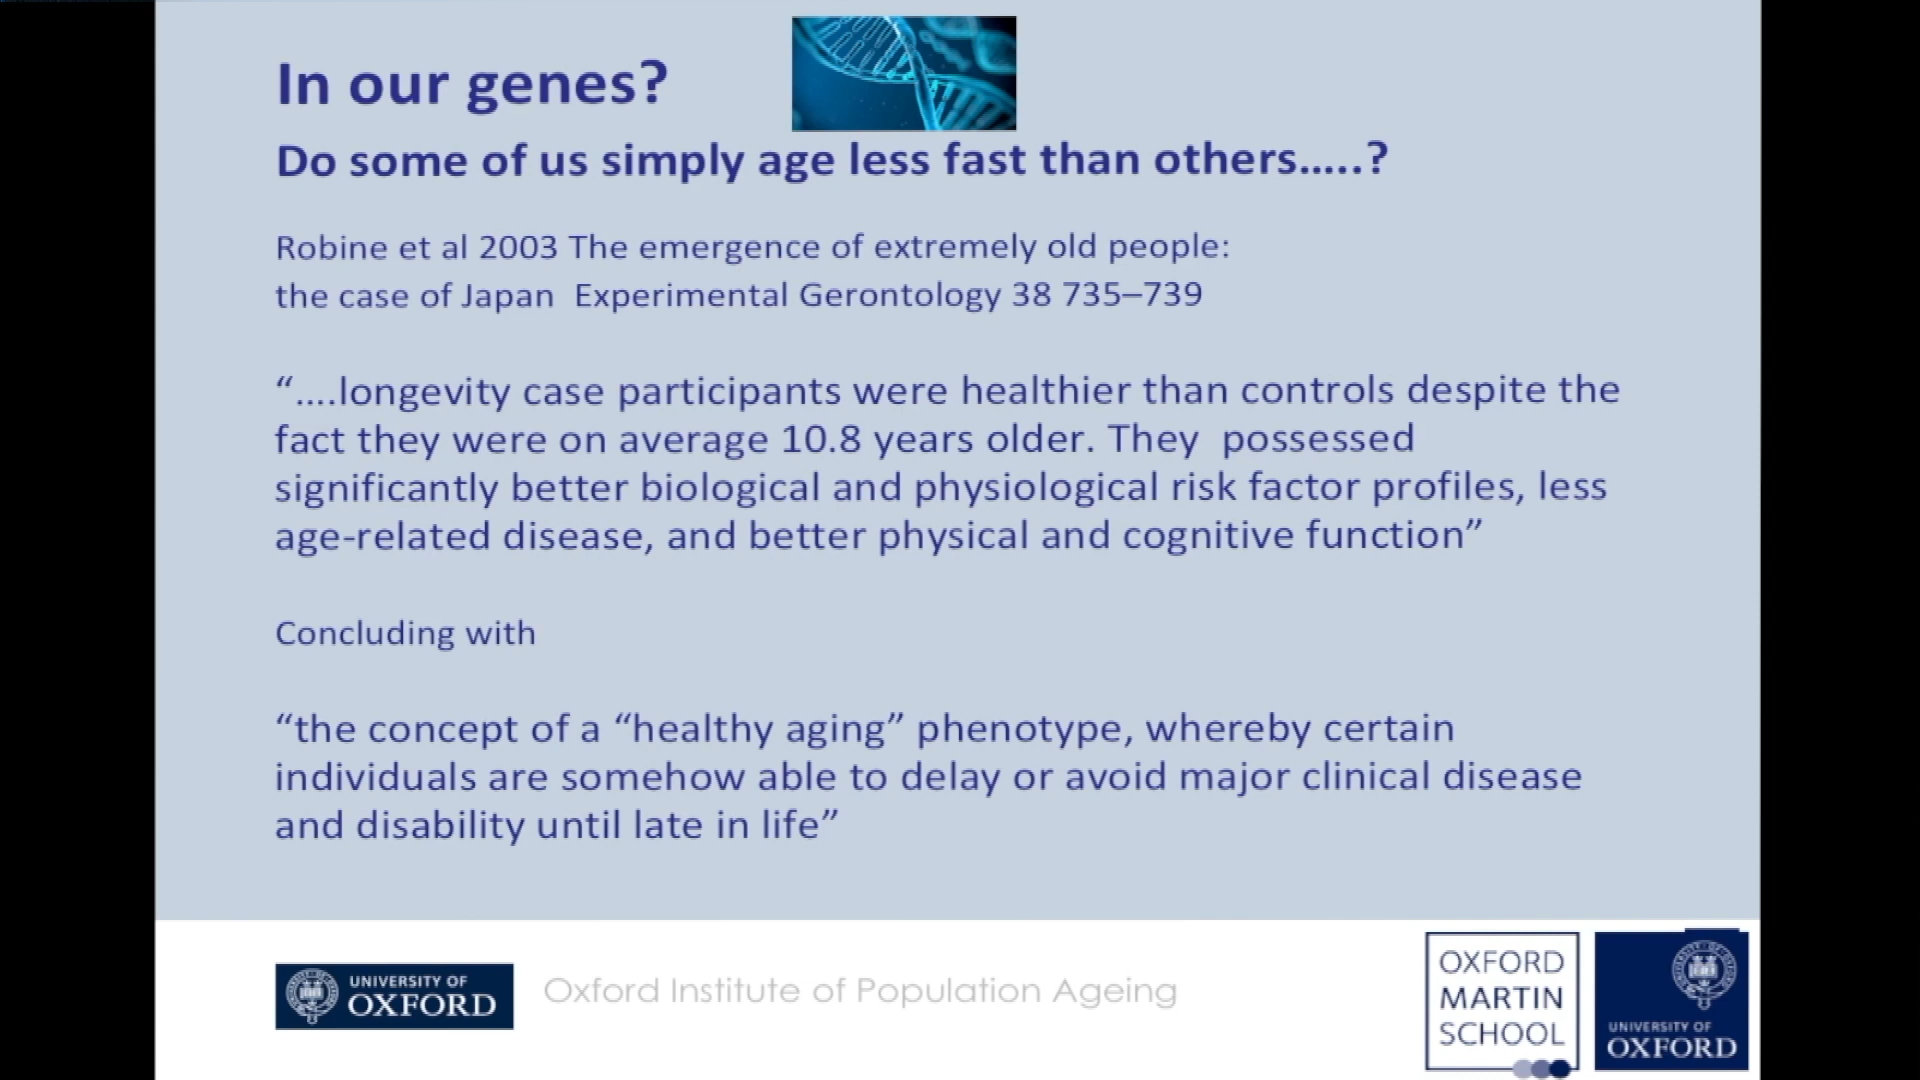 In our genes?
Do some of us simply age less fast than others.....?
Robine et al 2003 The emergence of extremely old people:
the case of Japan  Experimental Gerontology 38 735–739
“....longevity case participants were healthier than controls despite the
fact they were on average 10.8 years older. They  possessed
significantly better biological and physiological risk factor profiles, less
age-related disease, and better physical and cognitive function”
Concluding with
“the concept of a “healthy aging” phenotype, whereby certain
individuals are somehow able to delay or avoid major clinical disease
and disability until late in life”
UNIVERSITY OF
OXFORD
Oxford Institute of Population Ageing
OXFORD
MARTIN
SCHOOL
UNIVERSITY OF
OXFORD